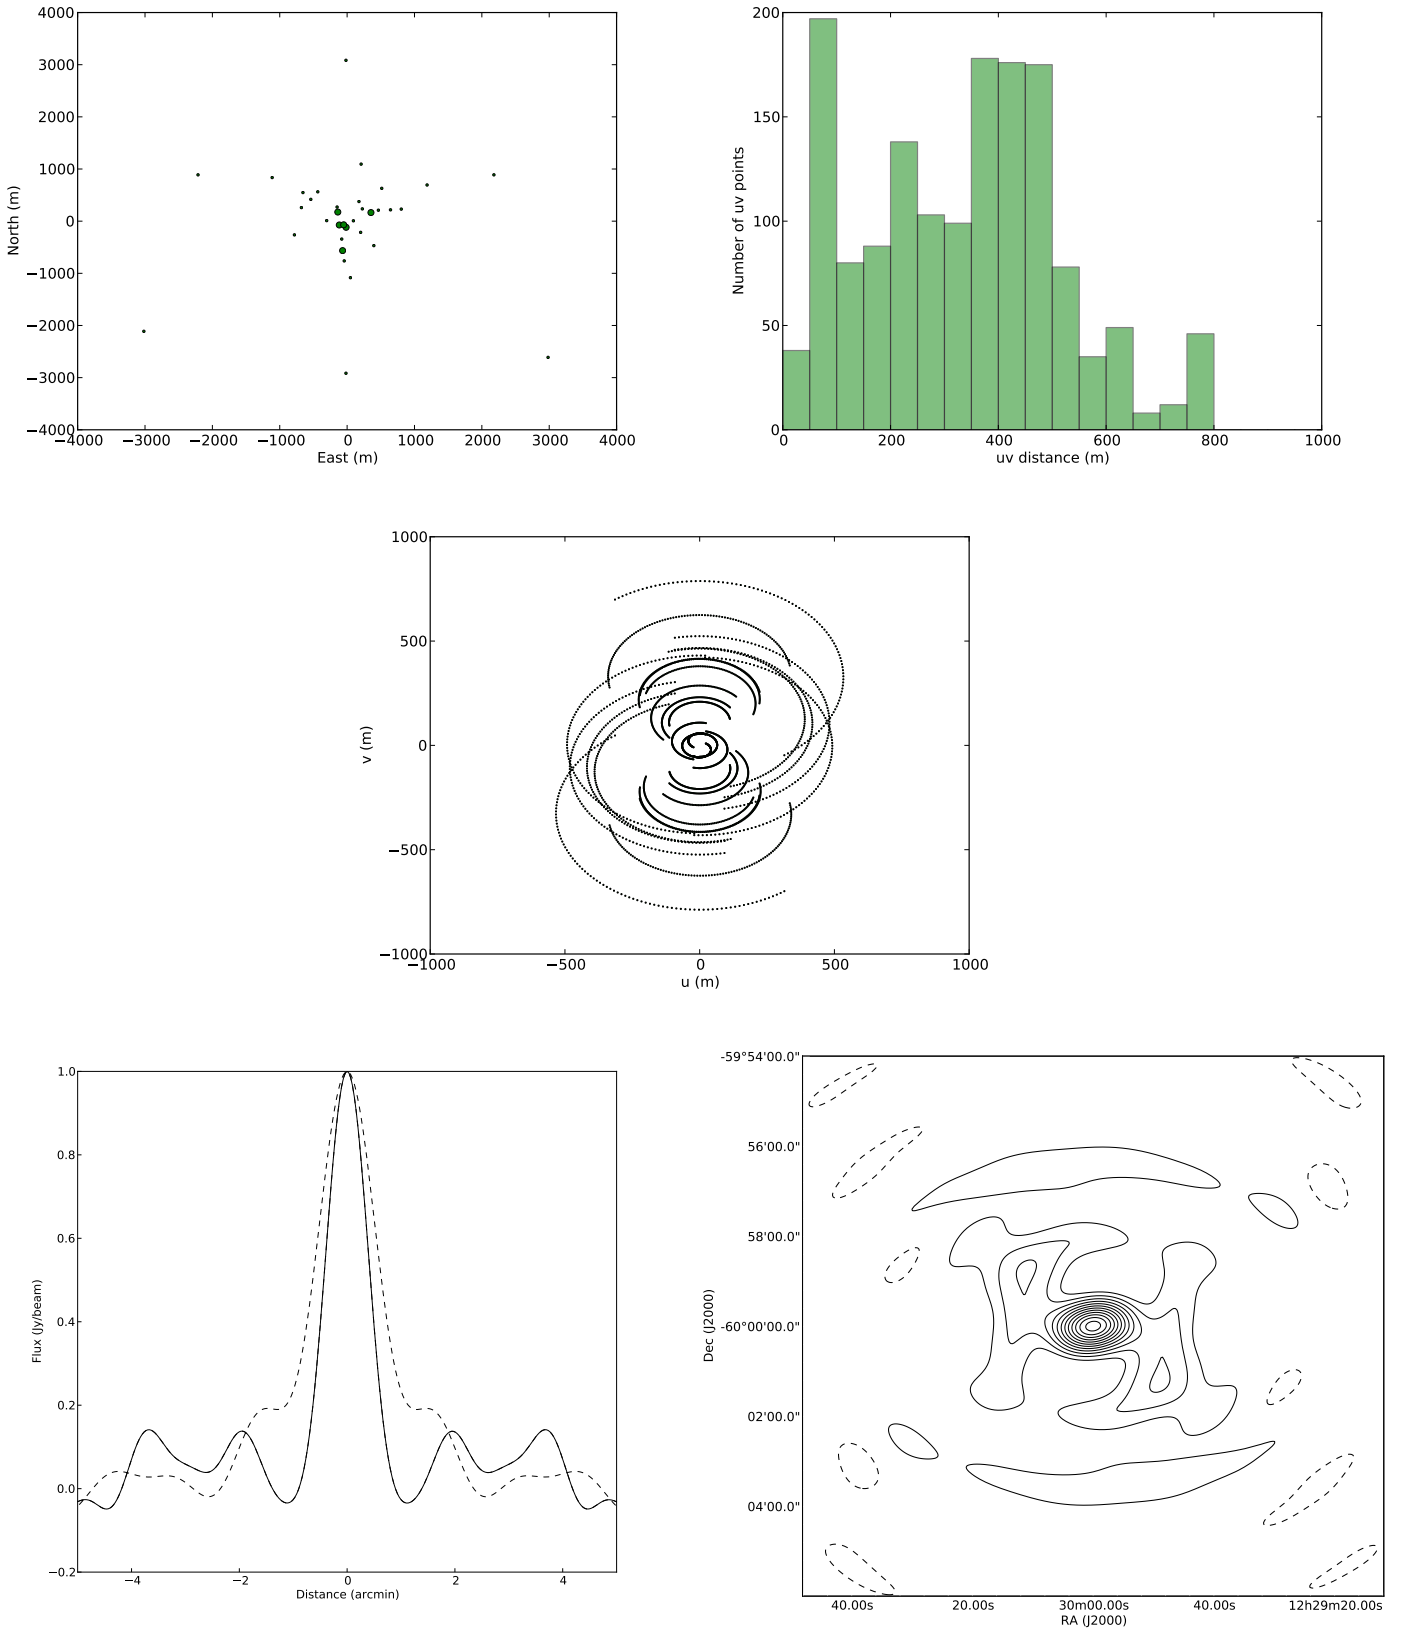 4000
3000
2000
1000
0
−1000
−2000
−3000
−4000
North (m)
−4000 −3000 −2000 −1000 0 1000 2000 3000 4000
East (m)
200
150
100
50
0
Number of uv points
0 200 400 600 800 1000
uv distance (m)
1000
500
0
−500
−1000
v (m)
−1000 −500 0 500 1000
u (m)
1.0
0.8
0.6
0.4
0.2
0.0
−0.2
Flux (Jy/beam)
−4 −2 0 2 4
Distance (arcmin)
-59°54'00.0"
56'00.0"
58'00.0"
-60°00'00.0"
02'00.0"
04'00.0"
Dec (J2000)
40.00s 20.00s 30m00.00s 40.00s 12h29m20.00s
RA (J2000)